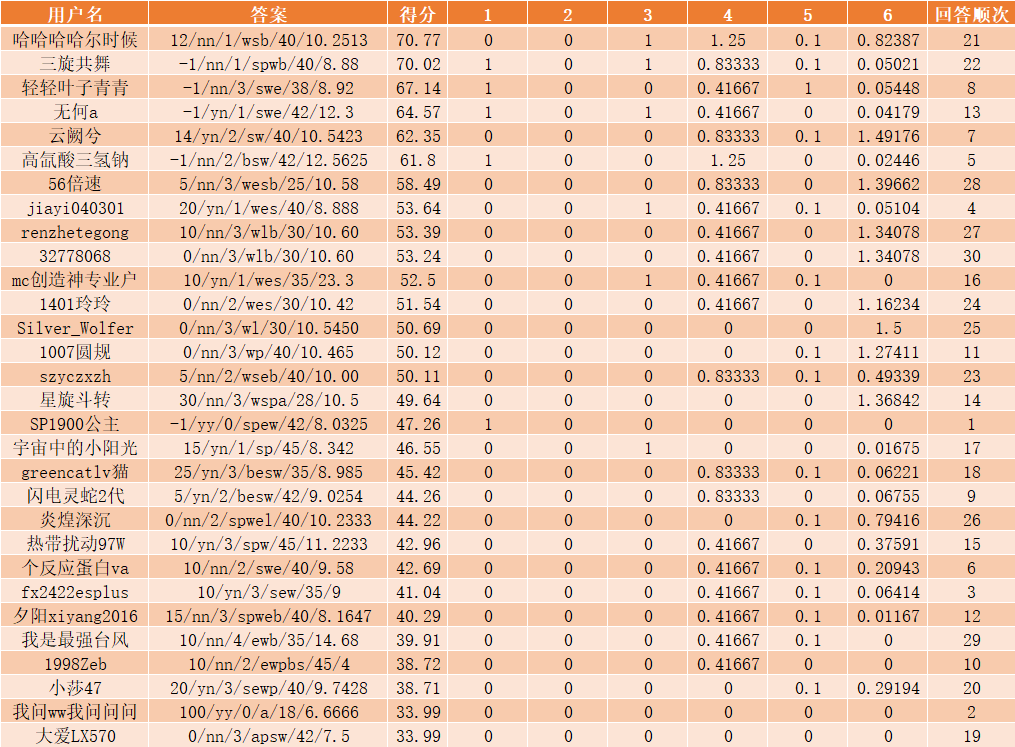 用户名 答案 得分 1 2 3 4 5 6 回答顺次
哈哈哈哈尔时候 12/nn/1/wsb/40/10.2513 70.77 0 0 1 1.25 0.1 0.82387 21
三旋共舞 -1/nn/1/spwb/40/8.88 70.02 1 0 1 0.83333 0.1 0.05021 22
轻轻叶子青青 -1/nn/3/swe/38/8.92 67.14 1 0 0 0.41667 1 0.05448 8
无何a -1/yn/1/swe/42/12.3 64.57 1 0 1 0.41667 0 0.04179 13
云阙兮 14/yn/2/sw/40/10.5423 62.35 0 0 0 0.83333 0.1 1.49176 7
高氙酸三氢钠 -1/nn/2/bsw/42/12.5625 61.8 1 0 0 1.25 0 0.02446 5
56倍速 5/nn/3/wesb/25/10.58 58.49 0 0 0 0.83333 0 1.39662 28
jiayi040301 20/yn/1/wes/40/8.888 53.64 0 0 1 0.41667 0.1 0.05104 4
renzhetegong 10/nn/3/wlb/30/10.60 53.39 0 0 0 0.41667 0 1.34078 27
32778068 0/nn/3/wlb/30/10.60 53.24 0 0 0 0.41667 0 1.34078 30
mc创造神专业户 10/yn/1/wes/35/23.3 52.5 0 0 1 0.41667 0.1 0 16
1401玲玲 0/nn/2/wes/30/10.42 51.54 0 0 0 0.41667 0 1.16234 24
Silver_Wolfer 0/nn/3/wl/30/10.5450 50.69 0 0 0 0 0 1.5 25
1007圆规 0/nn/3/wp/40/10.465 50.12 0 0 0 0 0.1 1.27411 11
szyczxzh 5/nn/2/wseb/40/10.00 50.11 0 0 0 0.83333 0.1 0.49339 23
星旋斗转 30/nn/3/wspa/28/10.5 49.64 0 0 0 0 0 1.36842 14
SP1900公主 -1/yy/0/spew/42/8.0325 47.26 1 0 0 0 0 0 1
宇宙中的小阳光 15/yn/1/sp/45/8.342 46.55 0 0 1 0 0 0.01675 17
greencatlv猫 25/yn/3/besw/35/8.985 45.42 0 0 0 0.83333 0.1 0.06221 18
闪电灵蛇2代 5/yn/2/besw/42/9.0254 44.26 0 0 0 0.83333 0 0.06755 9
炎煌深沉 0/nn/2/spwel/40/10.2333 44.22 0 0 0 0 0.1 0.79416 26
热带扰动97W 10/yn/3/spw/45/11.2233 42.96 0 0 0 0.41667 0 0.37591 15
个反应蛋白va 10/nn/2/swe/40/9.58 42.69 0 0 0 0.41667 0.1 0.20943 6
fx2422esplus 10/yn/3/sew/35/9 41.04 0 0 0 0.41667 0.1 0.06414 3
夕阳xiyang2016 15/nn/3/spweb/40/8.1647 40.29 0 0 0 0.41667 0.1 0.01167 12
我是最强台风 10/nn/4/ewb/35/14.68 39.91 0 0 0 0.41667 0.1 0 29
1998Zeb 10/nn/2/ewpbs/45/4 38.72 0 0 0 0.41667 0 0 10
小莎47 20/yn/3/sewp/40/9.7428 38.71 0 0 0 0 0.1 0.29194 20
我问ww我问问问 100/yy/0/a/18/6.6666 33.99 0 0 0 0 0 0 2
大爱LX570 0/nn/3/apsw/42/7.5 33.99 0 0 0 0 0 0 19